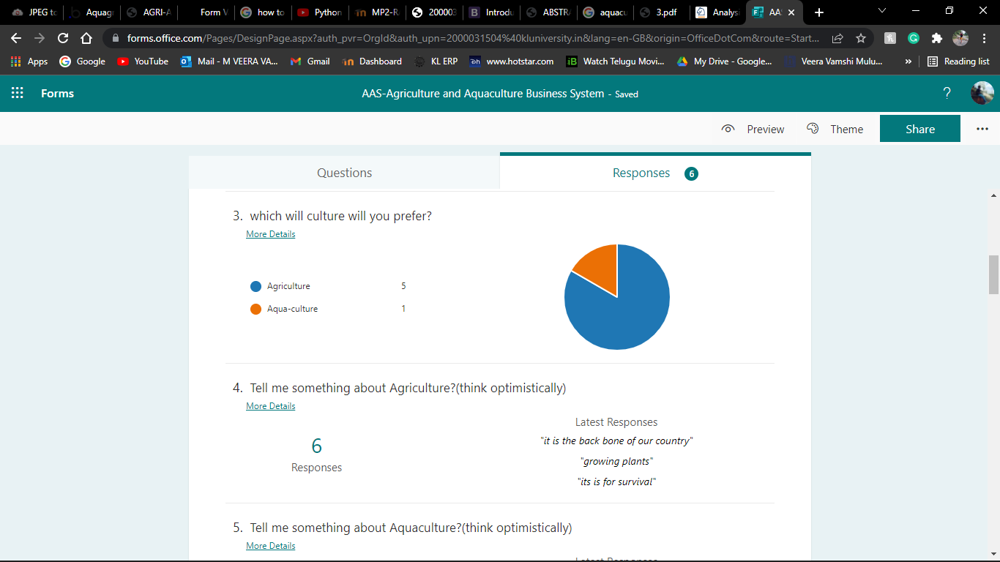 JPEG to
Aquagr
AGRI-A
Form V
how to
Python
MP2-R
200003
B Introdu
ABSTRA
aquacu
3.pdf
Analysi
AA
forms.office.com/Pages/DesignPage.aspx?auth_pvr=OrgId&auth_upn=2000031504%40kluniversity.in&lang=en-GB&origin=OfficeDotCom&route=Start...
Apps Google YouTube Mail - M VEERA VA... Gmail Dashboard KL ERP www.hotstar.com iB Watch Telugu Movi... My Drive - Google... Veera Vamshi Mulu... » Reading list
Forms AAS-Agriculture and Aquaculture Business System - Saved ?
Preview Theme Share ...
Questions Responses 6
3. which will culture will you prefer?
More Details
Agriculture 5
Aqua-culture 1
4. Tell me something about Agriculture?(think optimistically)
More Details
6
Responses
Latest Responses
"it is the back bone of our country"
"growing plants"
"its is for survival"
5. Tell me something about Aquaculture?(think optimistically)
More Details
Latest Responses